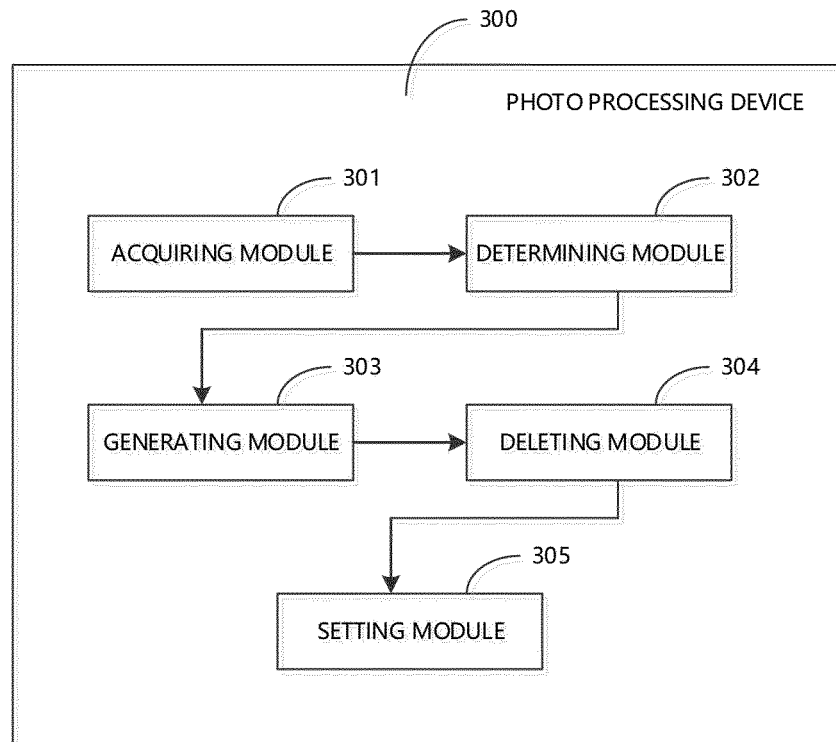 300
PHOTO PROCESSING DEVICE
301
302
ACQUIRING MODULE
DETERMINING MODULE
303
304
GENERATING MODULE
DELETING MODULE
305
SETTING MODULE